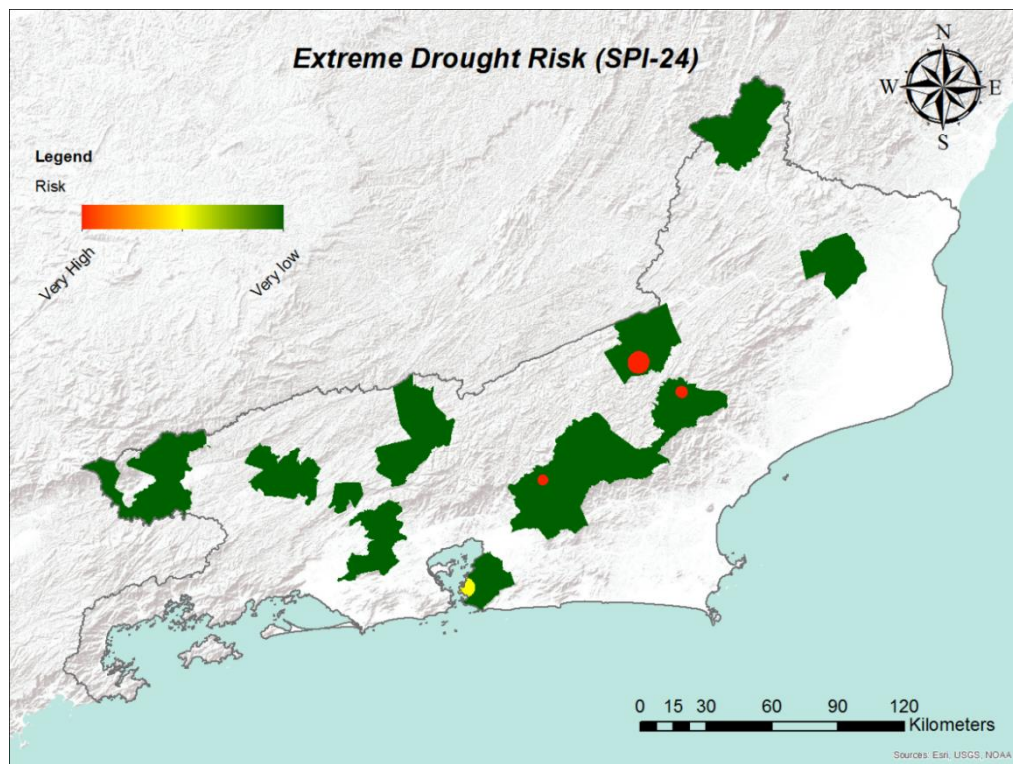 Extreme Drought Risk (SPI-24)
N
W
E
S
Legend
Risk
Very High
Very low
0 15 30 60 90 120
Kilometers
Sources: Esri, USGS, NOAA